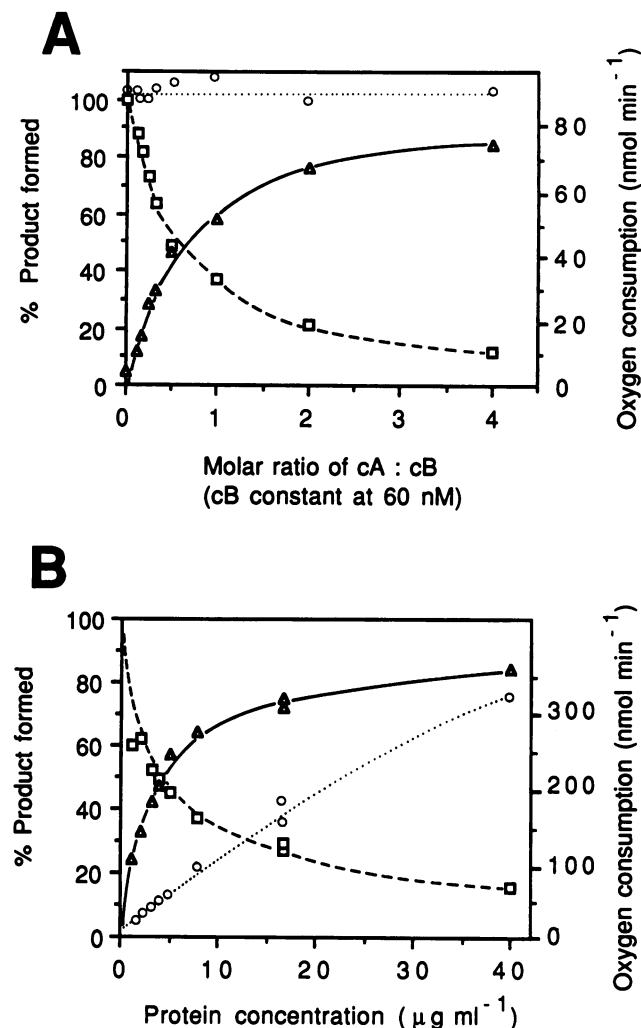 A
% Product formed
100
80
60
40
20
0
80
60
40
20
0
Oxygen consumption (nmol min⁻¹)
0 1 2 3 4
Molar ratio of cA : cB
(cB constant at 60 nM)
B
% Product formed
100
80
60
40
20
0
300
200
100
0
Oxygen consumption (nmol min⁻¹)
0 10 20 30 40
Protein concentration (μg ml⁻¹)